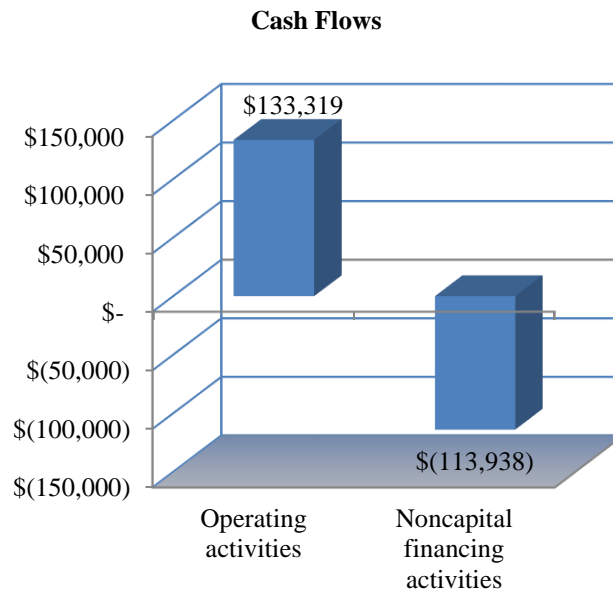 Cash Flows
$133,319
$150,000
$100,000
$50,000
$-
$(50,000)
$(100,000)
$(150,000)
$(113,938)
Operating
activities
Noncapital
financing
activities